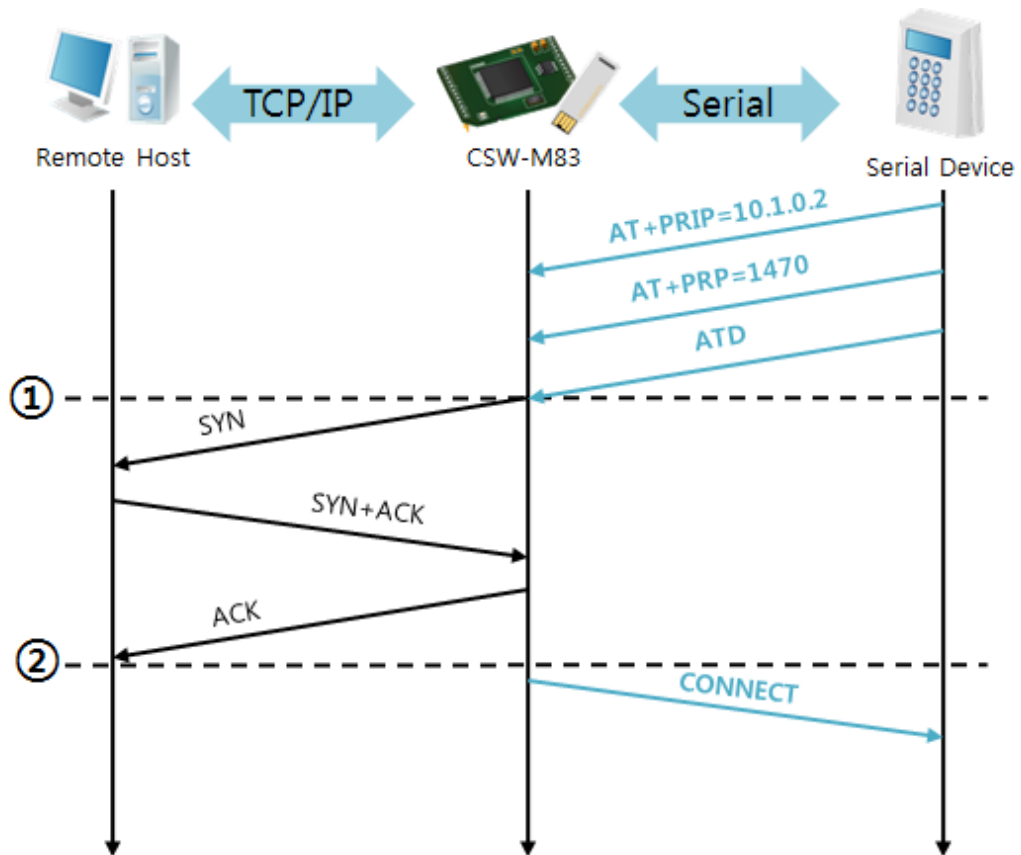 TCP/IP
Serial
Remote Host
CSW-M83
Serial Device
AT+PRIP=10.1.0.2
AT+PRP=1470
ATD
①
SYN
SYN+ACK
ACK
②
CONNECT